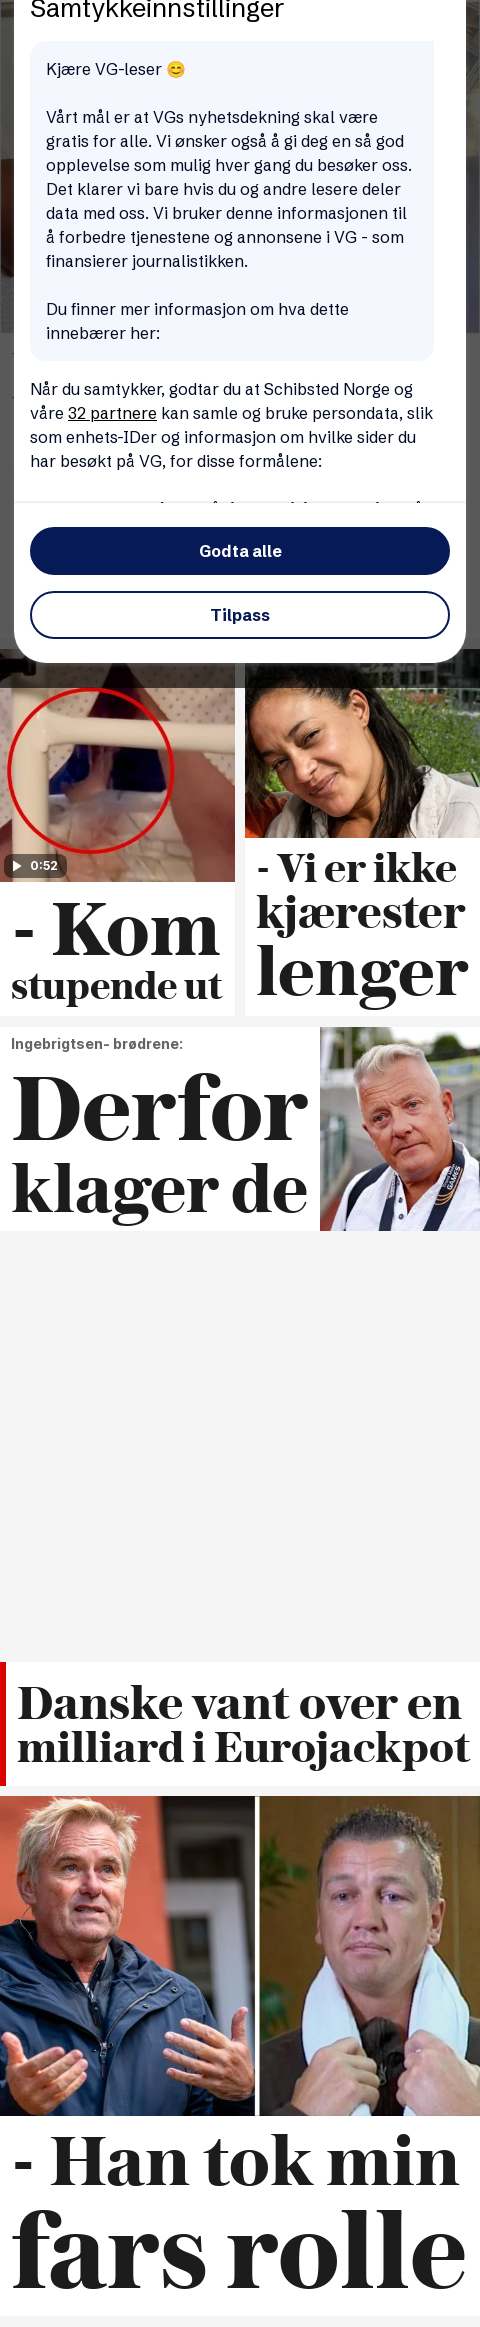 Samtykkeinnstillinger
Kjære VG-leser 😊
Vårt mål er at VGs nyhetsdekning skal være
gratis for alle. Vi ønsker også å gi deg en så god
opplevelse som mulig hver gang du besøker oss.
Det klarer vi bare hvis du og andre lesere deler
data med oss. Vi bruker denne informasjonen til
å forbedre tjenestene og annonsene i VG - som
finansierer journalistikken.
Du finner mer informasjon om hva dette
innebærer her:
Når du samtykker, godtar du at Schibsted Norge og
våre 32 partnere kan samle og bruke persondata, slik
som enhets-IDer og informasjon om hvilke sider du
har besøkt på VG, for disse formålene:
Godta alle
Tilpass
0:52
- Kom
stupende ut
- Vi er ikke
kjærester
lenger
Ingebrigtsen- brødrene:
Derfor
klager de
GAMES
Danske vant over en
milliard i Eurojackpot
- Han tok min
fars rolle